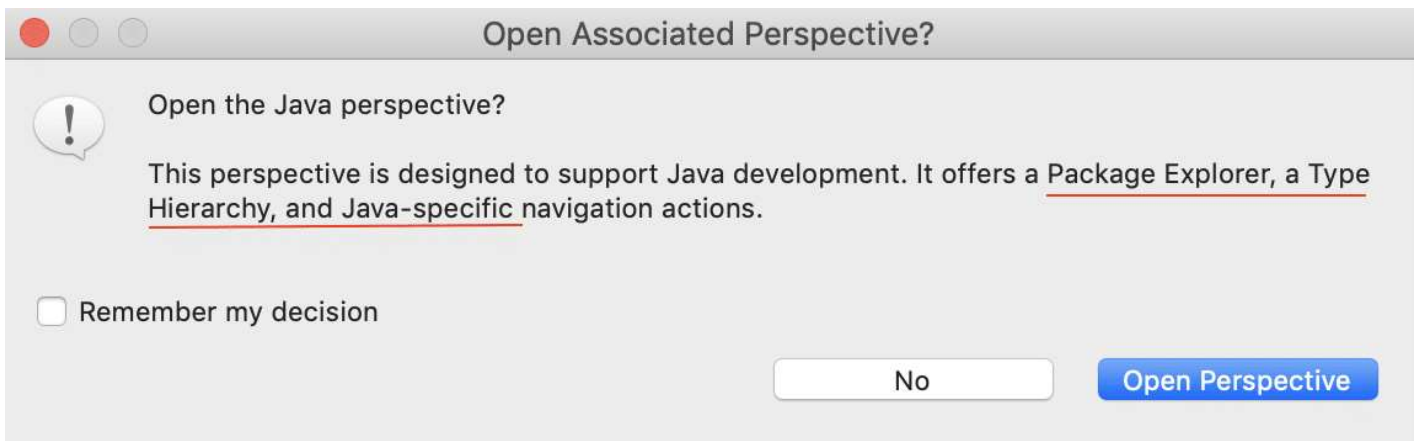 Open Associated Perspective?
Open the Java perspective?
This perspective is designed to support Java development. It offers a Package Explorer, a Type
Hierarchy, and Java-specific navigation actions.
Remember my decision
No
Open Perspective